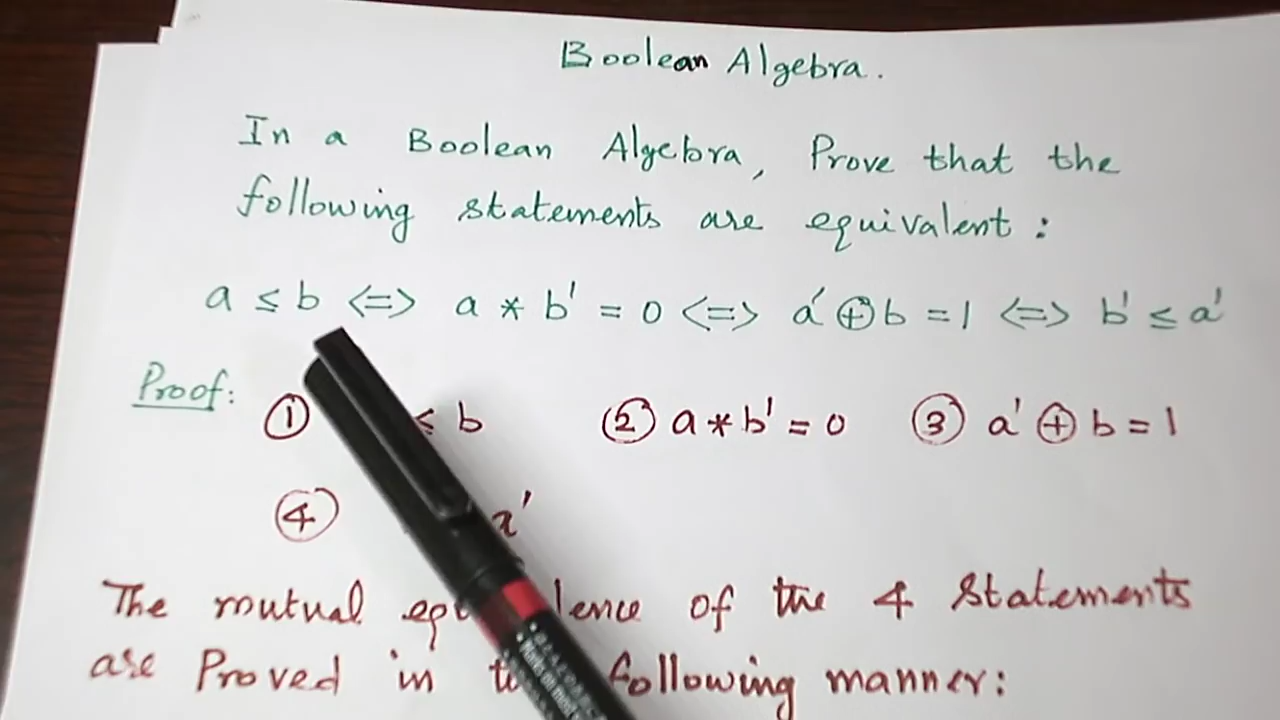 Boolean Algebra.
In a Boolean Algebra, Prove that the
following statements are equivalent :
a ≤ b <=> a * b' = 0 <=> a' ⊕ b = 1 <=> b' ≤ a'
Proof: ① ≤ b ② a * b' = 0 ③ a' ⊕ b = 1
④ a'
The mutual of the 4 Statements
are Proved in following manner: